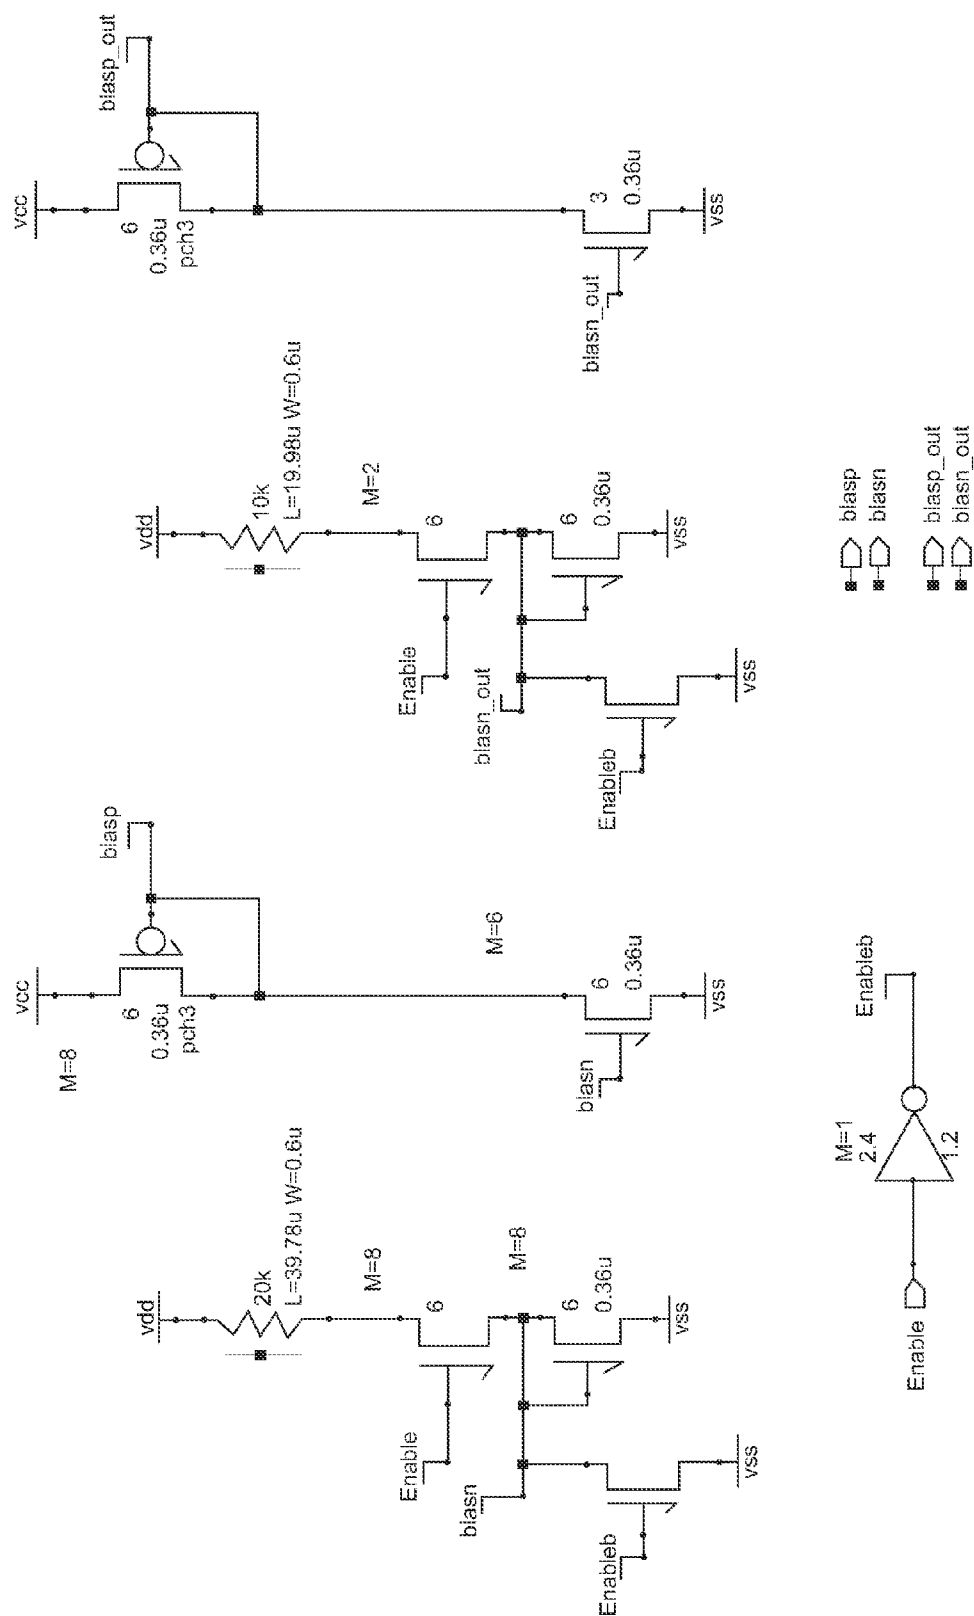 vdd
20k
L=39.78u W=0.6u
M=8
Enable
6
biasn
M=8
6
0.36u
vss
Enableb
vss
vcc
M=8
6
0.36u
pch3
biasp
M=6
biasn
6
0.36u
vss
vdd
10k
L=19.98u W=0.6u
M=2
Enable
6
biasn_out
6
0.36u
vss
Enableb
vss
vcc
6
0.36u
pch3
biasp_out
biasn_out
3
0.36u
vss
Enable
M=1
2.4
1.2
Enableb
biasp
biasn
biasp_out
biasn_out